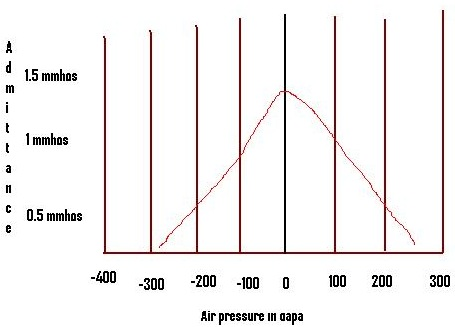 Admittance
1.5 mmhos
1 mmhos
0.5 mmhos
-400 -300 -200 -100 0 100 200 300
Air pressure in dapa